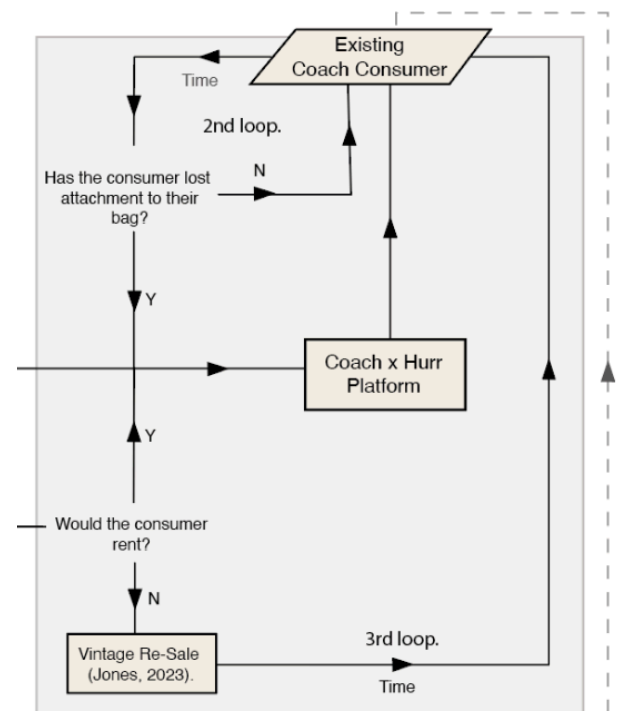 Existing
Coach Consumer
Time
2nd loop.
Has the consumer lost
attachment to their
bag?
N
Y
Coach x Hurr
Platform
Y
Would the consumer
rent?
N
Vintage Re-Sale
(Jones, 2023).
3rd loop.
Time